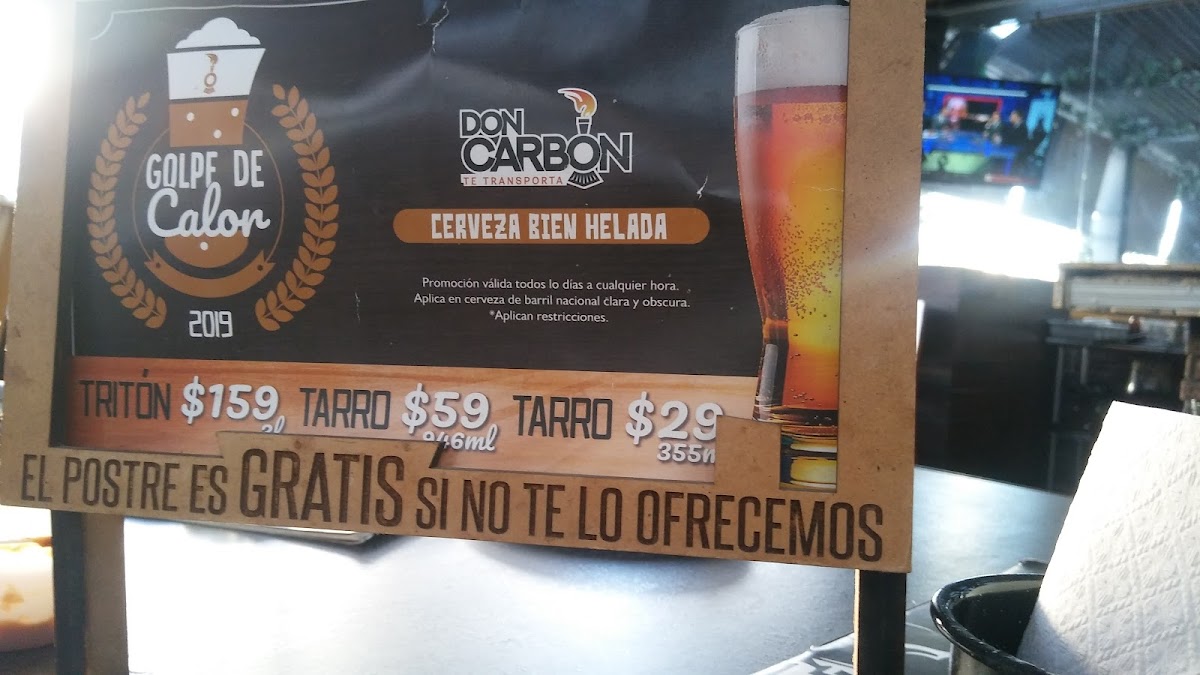 GOLPE DE
Calor
2019
DON
CARBÓN
TE TRANSPORTA
CERVEZA BIEN HELADA
Promoción válida todos lo días a cualquier hora.
Aplica en cerveza de barril nacional clara y obscura.
*Aplican restricciones.
TRITÓN $159 TARRO $59 TARRO $29
946ml
EL POSTRE ES GRATIS SI NO TE LO OFRECEMOS